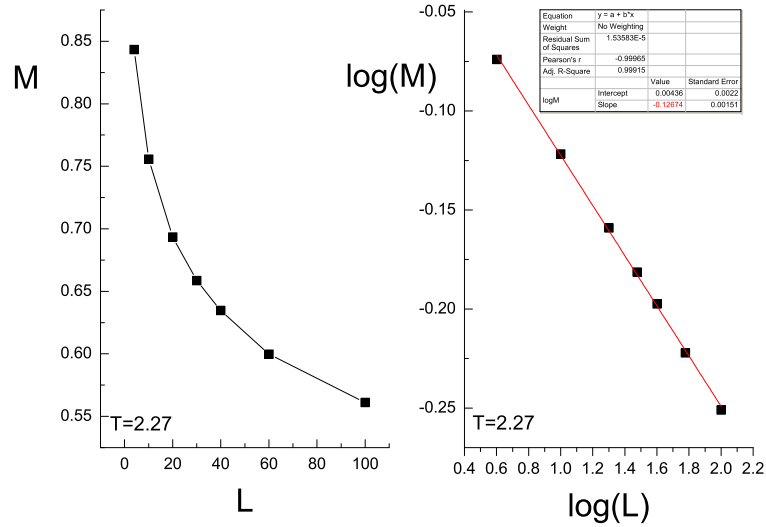 M
0.85
0.80
0.75
0.70
0.65
0.60
0.55
T=2.27
0 20 40 60 80 100
L
log(M)
-0.05
-0.10
-0.15
-0.20
-0.25
Equation y = a + b*x
Weight No Weighting
Residual Sum of Squares 1.53583E-5
Pearson's r -0.99965
Adj. R-Square 0.99915
Value Standard Error
logM Intercept 0.00436 0.0022
Slope -0.12674 0.00151
T=2.27
0.4 0.6 0.8 1.0 1.2 1.4 1.6 1.8 2.0 2.2
log(L)